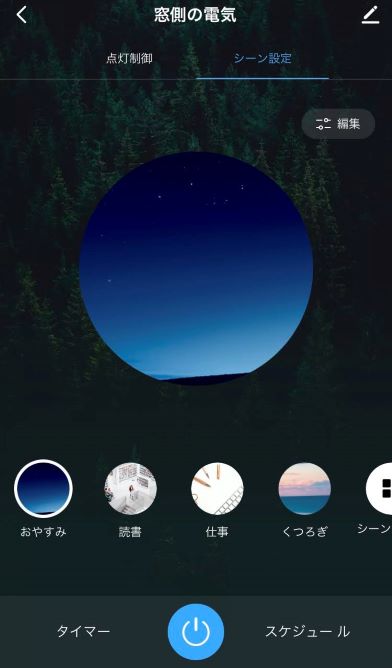 窓側の電気
点灯制御
シーン設定
編集
おやすみ
読書
仕事
くつろぎ
シーン
タイマー
スケジュール